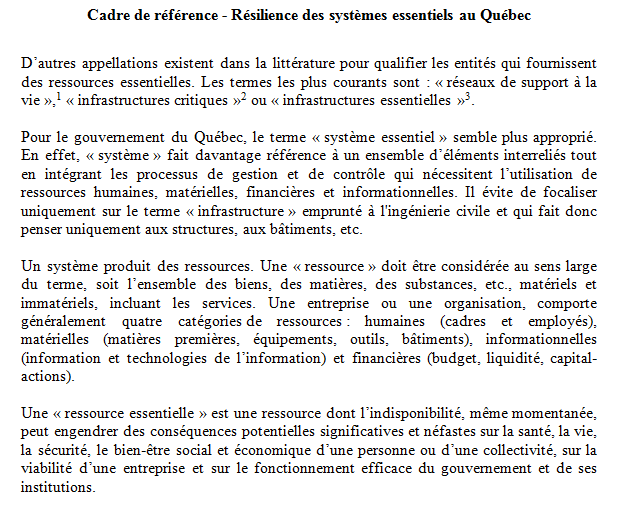 Cadre de référence - Résilience des systèmes essentiels au Québec
D'autres appellations existent dans la littérature pour qualifier les entités qui fournissent
des ressources essentielles. Les termes les plus courants sont : « réseaux de support à la
vie »,¹ « infrastructures critiques »² ou « infrastructures essentielles »³.
Pour le gouvernement du Québec, le terme « système essentiel » semble plus approprié.
En effet, « système » fait davantage référence à un ensemble d'éléments interreliés tout
en intégrant les processus de gestion et de contrôle qui nécessitent l'utilisation de
ressources humaines, matérielles, financières et informationnelles. Il évite de focaliser
uniquement sur le terme « infrastructure » emprunté à l'ingénierie civile et qui fait donc
penser uniquement aux structures, aux bâtiments, etc.
Un système produit des ressources. Une « ressource » doit être considérée au sens large
du terme, soit l'ensemble des biens, des matières, des substances, etc., matériels et
immatériels, incluant les services. Une entreprise ou une organisation, comporte
généralement quatre catégories de ressources : humaines (cadres et employés),
matérielles (matières premières, équipements, outils, bâtiments), informationnelles
(information et technologies de l'information) et financières (budget, liquidité, capital-
actions).
Une « ressource essentielle » est une ressource dont l'indisponibilité, même momentanée,
peut engendrer des conséquences potentielles significatives et néfastes sur la santé, la vie,
la sécurité, le bien-être social et économique d'une personne ou d'une collectivité, sur la
viabilité d'une entreprise et sur le fonctionnement efficace du gouvernement et de ses
institutions.